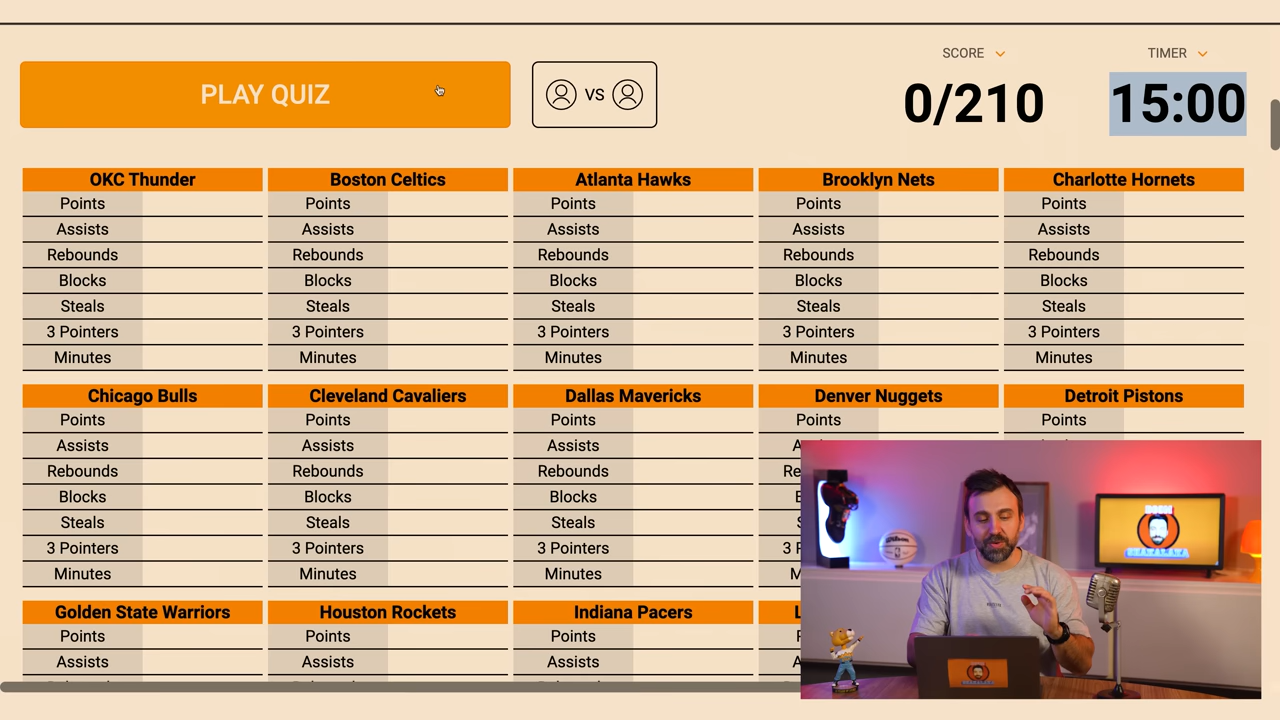 SCORE
TIMER
PLAY QUIZ
VS
0/210
15:00
OKC Thunder
Boston Celtics
Atlanta Hawks
Brooklyn Nets
Charlotte Hornets
Points
Points
Points
Points
Points
Assists
Assists
Assists
Assists
Assists
Rebounds
Rebounds
Rebounds
Rebounds
Rebounds
Blocks
Blocks
Blocks
Blocks
Blocks
Steals
Steals
Steals
Steals
Steals
3 Pointers
3 Pointers
3 Pointers
3 Pointers
3 Pointers
Minutes
Minutes
Minutes
Minutes
Minutes
Chicago Bulls
Cleveland Cavaliers
Dallas Mavericks
Denver Nuggets
Detroit Pistons
Points
Points
Points
Points
Points
Assists
Assists
Assists
Rebounds
Rebounds
Rebounds
Blocks
Blocks
Blocks
Steals
Steals
Steals
3 Pointers
3 Pointers
3 Pointers
Minutes
Minutes
Minutes
Golden State Warriors
Houston Rockets
Indiana Pacers
Points
Points
Points
Assists
Assists
Assists